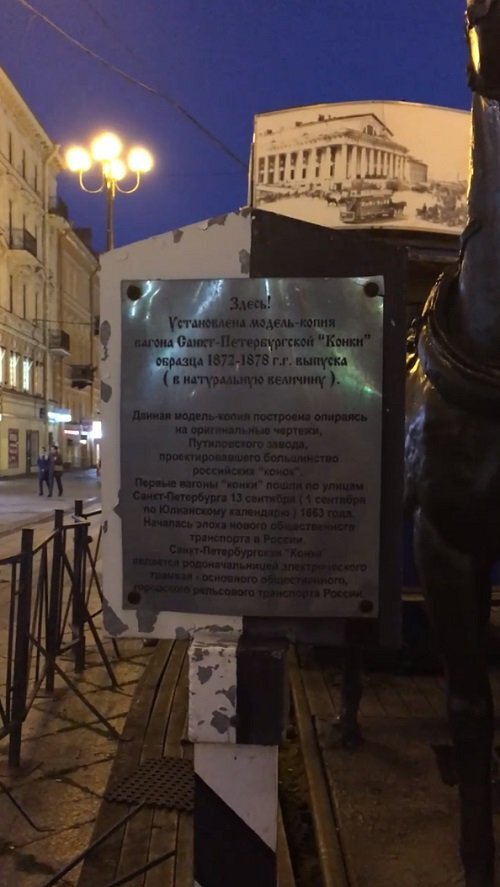 Здесь!
Установлена модель-копия
вагона Санкт-Петербургской "Конки"
образца 1872-1878 г.г. выпуска
( в натуральную величину ).
Данная модель-копия построена опираясь
на оригинальные чертежи,
Путиловского завода,
проектировавшего большинство
российских "конок".
Первые вагоны "конки" пошли по улицам
Санкт-Петербурга 13 сентября ( 1 сентября
по Юлианскому календарю ) 1863 года.
Началась эпоха нового общественного
транспорта в России.
Санкт-Петербургская "Конка"
является родоначальницей электрического
трамвая - основного общественного,
городского рельсового транспорта России.